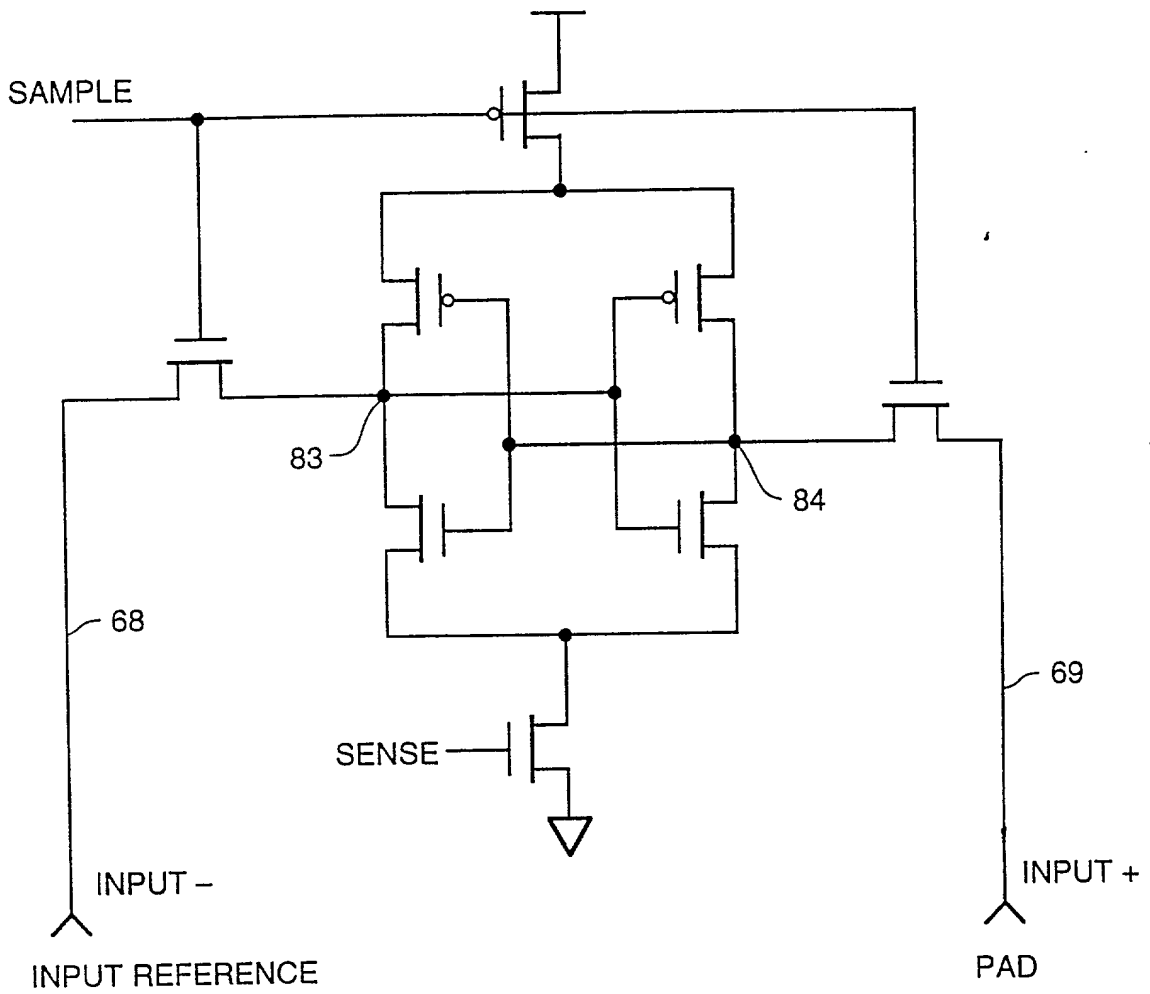 SAMPLE
83
84
68
69
SENSE
INPUT –
INPUT +
INPUT REFERENCE
PAD